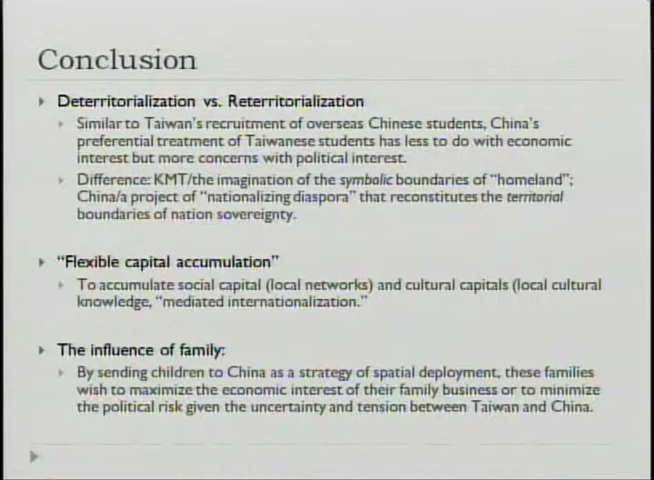 Conclusion
Deterritorialization vs. Reterritorialization
Similar to Taiwan's recruitment of overseas Chinese students, China's
preferential treatment of Taiwanese students has less to do with economic
interest but more concerns with political interest.
Difference: KMT/the imagination of the symbolic boundaries of "homeland";
China/a project of "nationalizing diaspora" that reconstitutes the territorial
boundaries of nation sovereignty.
"Flexible capital accumulation"
To accumulate social capital (local networks) and cultural capitals (local cultural
knowledge, "mediated internationalization."
The influence of family:
By sending children to China as a strategy of spatial deployment, these families
wish to maximize the economic interest of their family business or to minimize
the political risk given the uncertainty and tension between Taiwan and China.